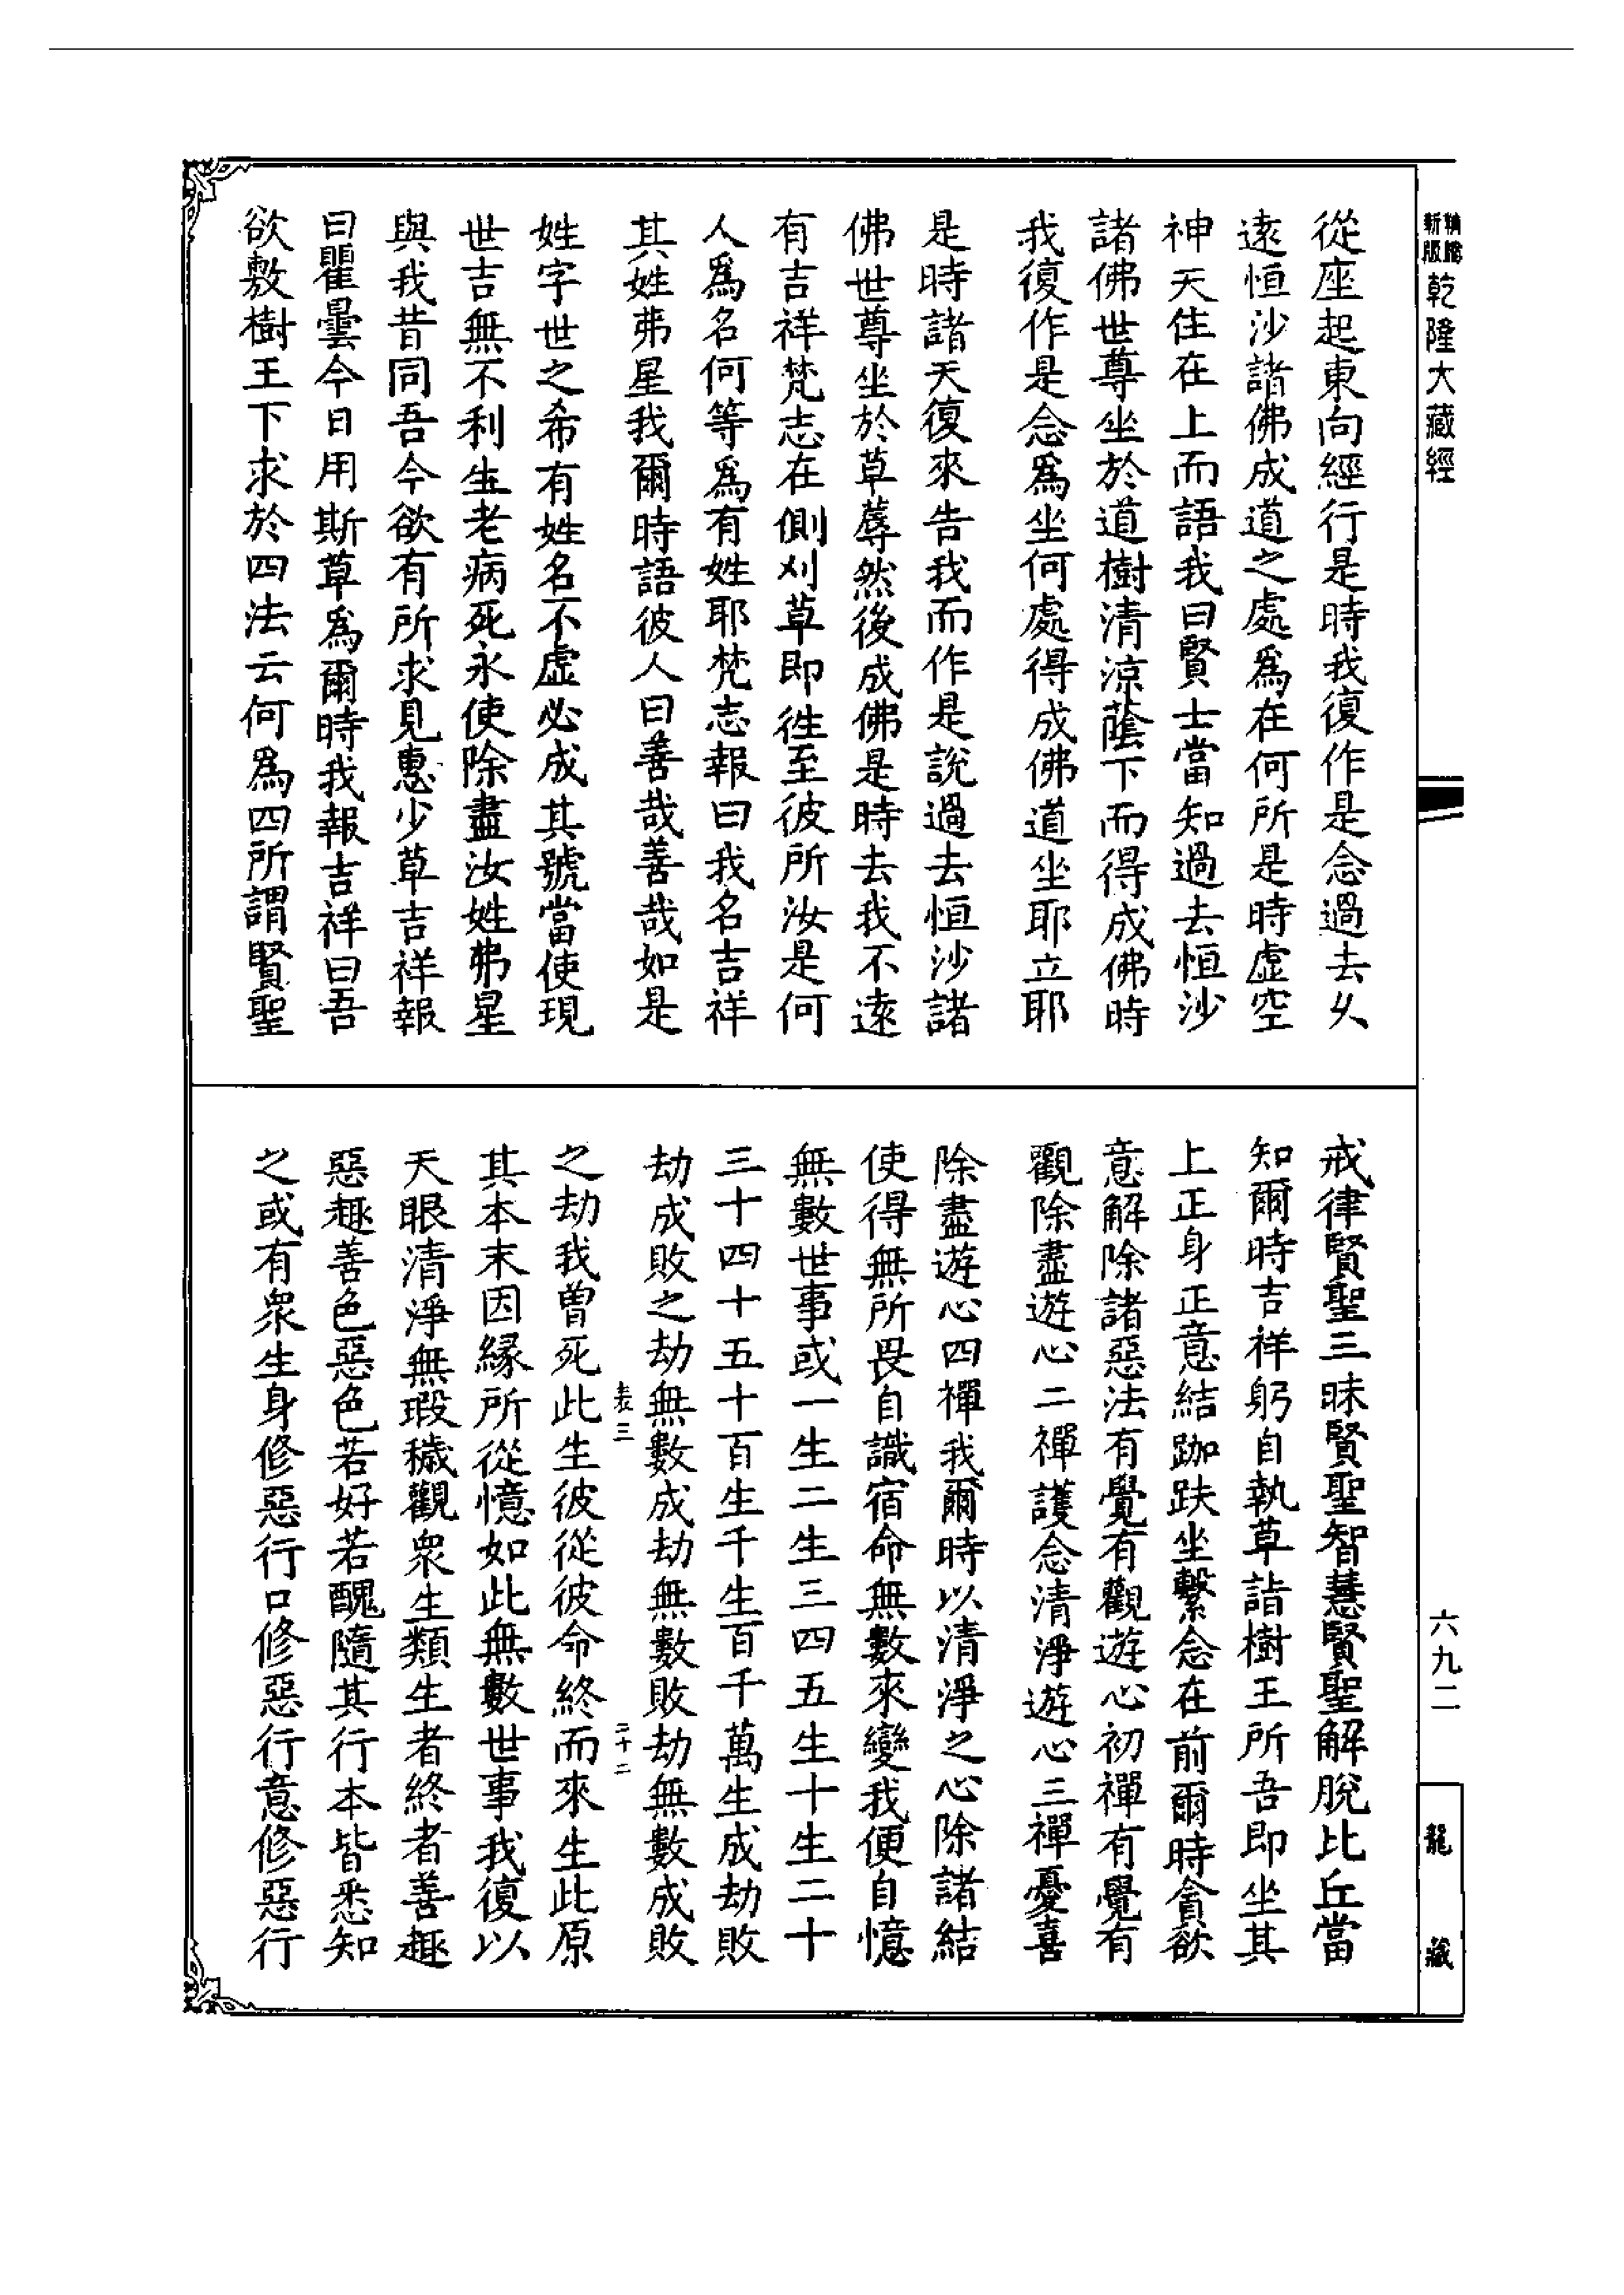 新版
乾隆大藏經
六九二
龍藏
從座起東向經行是時我復作是念過去久
遠恒沙諸佛成道之處為在何所是時虛空
神天住在上而語我曰賢士當知過去恒沙
諸佛世尊坐於道樹清涼蔭下而得成佛時
我復作是念為坐何處得成佛道坐耶立耶
是時諸天復來告我而作是說過去恒沙諸
佛世尊坐於草蓐然後成佛是時去我不遠
有吉祥梵志在側刈草即往至彼所汝是何
人為名何等為有姓耶梵志報曰我名吉祥
其姓弗星我爾時語彼人曰善哉善哉如是
姓字世之希有姓名不虛必成其號當使現
世吉無不利生老病死永使除盡汝姓弗星
與我昔同吾今欲有所求見惠少草吉祥報
曰瞿曇今日用斯草為爾時我報吉祥曰吾
欲敷樹王下求於四法云何為四所謂賢聖
戒律賢聖三昧賢聖智慧賢聖解脫比丘當
知爾時吉祥躬自執草詣樹王所吾即坐其
上正身正意結跏趺坐繫念在前爾時貪欲
意解除諸惡法有覺有觀遊心初禪有覺有
觀除盡遊心二禪護念清淨遊心三禪憂喜
除盡遊心四禪我爾時以清淨之心除諸結
使得無所畏自識宿命無數來變我便自憶
無數世事或一生二生三四五生十生二十
三十四十五十百生千生百千萬生成劫敗
劫成敗之劫無數成劫無數敗劫無數成敗
表三 二十二
之劫我曾死此生彼從彼命終而來生此原
其本末因緣所從憶如此無數世事我復以
天眼清淨無瑕穢觀眾生類生者終者善趣
惡趣善色惡色若好若醜隨其行本皆悉知
之或有眾生身修惡行口修惡行意修惡行